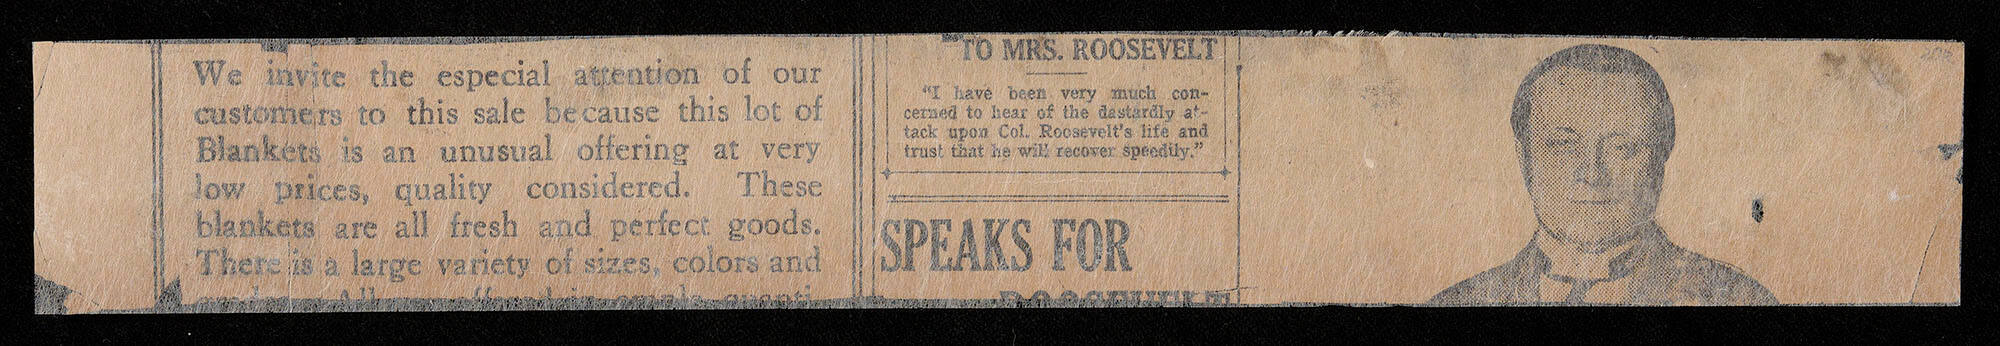 We invite the especial attention of our
customers to this sale because this lot of
Blankets is an unusual offering at very
low prices, quality considered. These
blankets are all fresh and perfect goods.
There is a large variety of sizes, colors and
TO MRS. ROOSEVELT
"I have been very much con-
cerned to hear of the dastardly at-
tack upon Col. Roosevelt's life and
trust that he will recover speedily."
SPEAKS FOR
ROOSEVELT